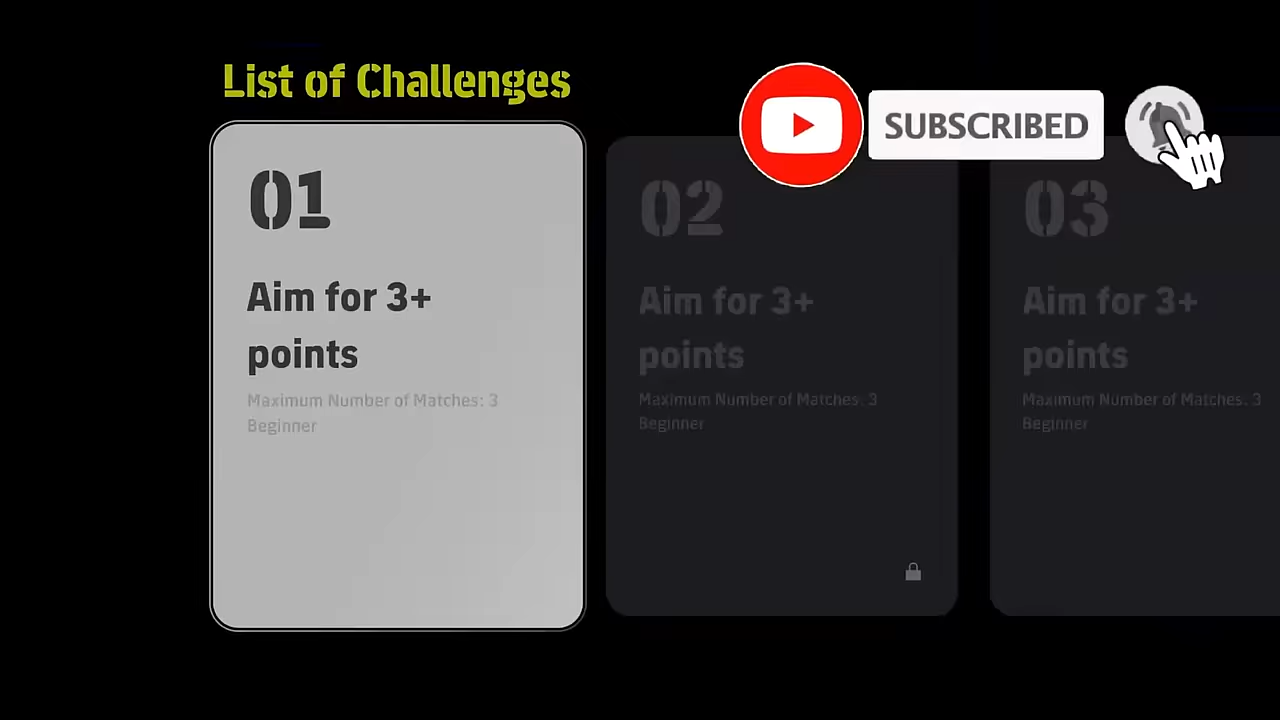 List of Challenges
SUBSCRIBED
01
Aim for 3+
points
Maximum Number of Matches: 3
Beginner
02
Aim for 3+
points
Maximum Number of Matches: 3
Beginner
03
Aim for 3+
points
Maximum Number of Matches: 3
Beginner